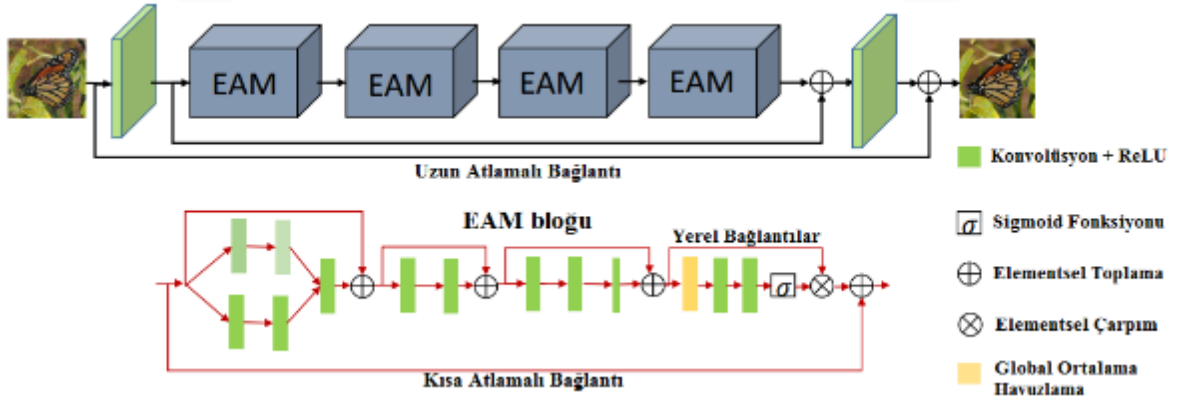 EAM
EAM
EAM
EAM
Uzun Atlamalı Bağlantı
Konvolüsyon + ReLU
EAM bloğu
σ
Sigmoid Fonksiyonu
Yerel Bağlantılar
Elementsel Toplama
σ
Elementsel Çarpım
Kısa Atlamalı Bağlantı
Global Ortalama
Havuzlama